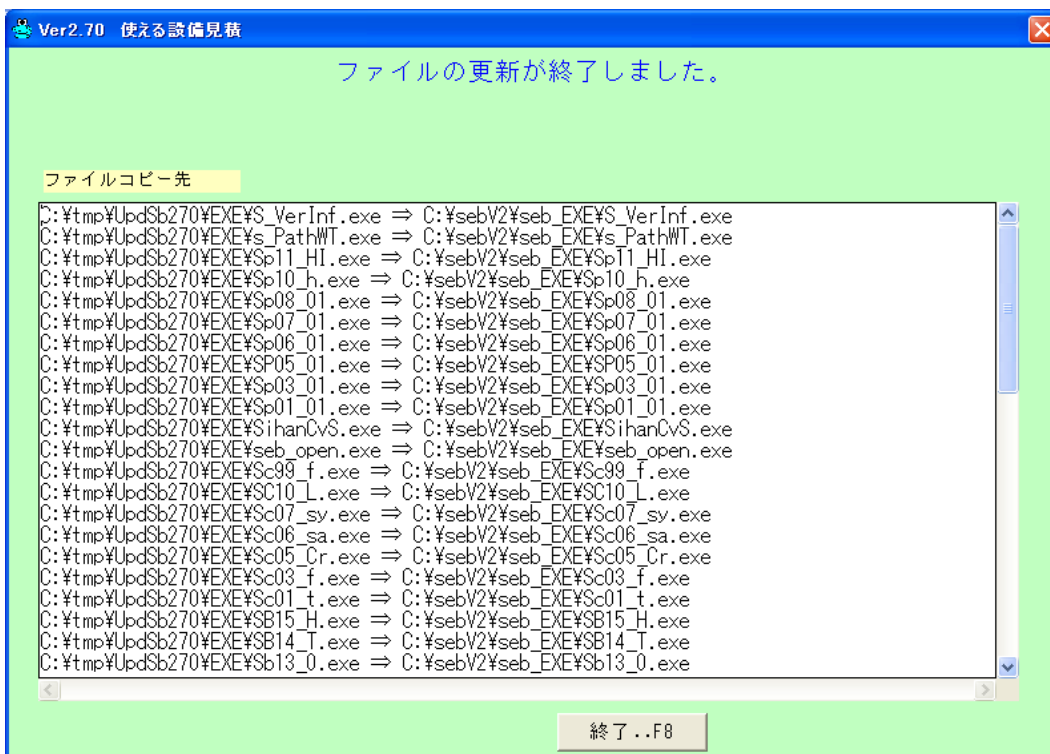 Ver2.70 使える設備見積
ファイルの更新が終了しました。
ファイルコピー先
C:¥tmp¥UpdSb270¥EXE¥S_VerInf.exe ⇒ C:¥sebV2¥seb_EXE¥S_VerInf.exe
C:¥tmp¥UpdSb270¥EXE¥s_PathWT.exe ⇒ C:¥sebV2¥seb_EXE¥s_PathWT.exe
C:¥tmp¥UpdSb270¥EXE¥Sp11_HI.exe ⇒ C:¥sebV2¥seb_EXE¥Sp11_HI.exe
C:¥tmp¥UpdSb270¥EXE¥Sp10_h.exe ⇒ C:¥sebV2¥seb_EXE¥Sp10_h.exe
C:¥tmp¥UpdSb270¥EXE¥Sp08_01.exe ⇒ C:¥sebV2¥seb_EXE¥Sp08_01.exe
C:¥tmp¥UpdSb270¥EXE¥Sp07_01.exe ⇒ C:¥sebV2¥seb_EXE¥Sp07_01.exe
C:¥tmp¥UpdSb270¥EXE¥Sp06_01.exe ⇒ C:¥sebV2¥seb_EXE¥Sp06_01.exe
C:¥tmp¥UpdSb270¥EXE¥SP05_01.exe ⇒ C:¥sebV2¥seb_EXE¥SP05_01.exe
C:¥tmp¥UpdSb270¥EXE¥Sp03_01.exe ⇒ C:¥sebV2¥seb_EXE¥Sp03_01.exe
C:¥tmp¥UpdSb270¥EXE¥Sp01_01.exe ⇒ C:¥sebV2¥seb_EXE¥Sp01_01.exe
C:¥tmp¥UpdSb270¥EXE¥SihanCvS.exe ⇒ C:¥sebV2¥seb_EXE¥SihanCvS.exe
C:¥tmp¥UpdSb270¥EXE¥seb_open.exe ⇒ C:¥sebV2¥seb_EXE¥seb_open.exe
C:¥tmp¥UpdSb270¥EXE¥Sc99_f.exe ⇒ C:¥sebV2¥seb_EXE¥Sc99_f.exe
C:¥tmp¥UpdSb270¥EXE¥SC10_L.exe ⇒ C:¥sebV2¥seb_EXE¥SC10_L.exe
C:¥tmp¥UpdSb270¥EXE¥Sc07_sy.exe ⇒ C:¥sebV2¥seb_EXE¥Sc07_sy.exe
C:¥tmp¥UpdSb270¥EXE¥Sc06_sa.exe ⇒ C:¥sebV2¥seb_EXE¥Sc06_sa.exe
C:¥tmp¥UpdSb270¥EXE¥Sc05_Cr.exe ⇒ C:¥sebV2¥seb_EXE¥Sc05_Cr.exe
C:¥tmp¥UpdSb270¥EXE¥Sc03_f.exe ⇒ C:¥sebV2¥seb_EXE¥Sc03_f.exe
C:¥tmp¥UpdSb270¥EXE¥Sc01_t.exe ⇒ C:¥sebV2¥seb_EXE¥Sc01_t.exe
C:¥tmp¥UpdSb270¥EXE¥SB15_H.exe ⇒ C:¥sebV2¥seb_EXE¥SB15_H.exe
C:¥tmp¥UpdSb270¥EXE¥SB14_T.exe ⇒ C:¥sebV2¥seb_EXE¥SB14_T.exe
C:¥tmp¥UpdSb270¥EXE¥Sb13_0.exe ⇒ C:¥sebV2¥seb_EXE¥Sb13_0.exe
終了..F8